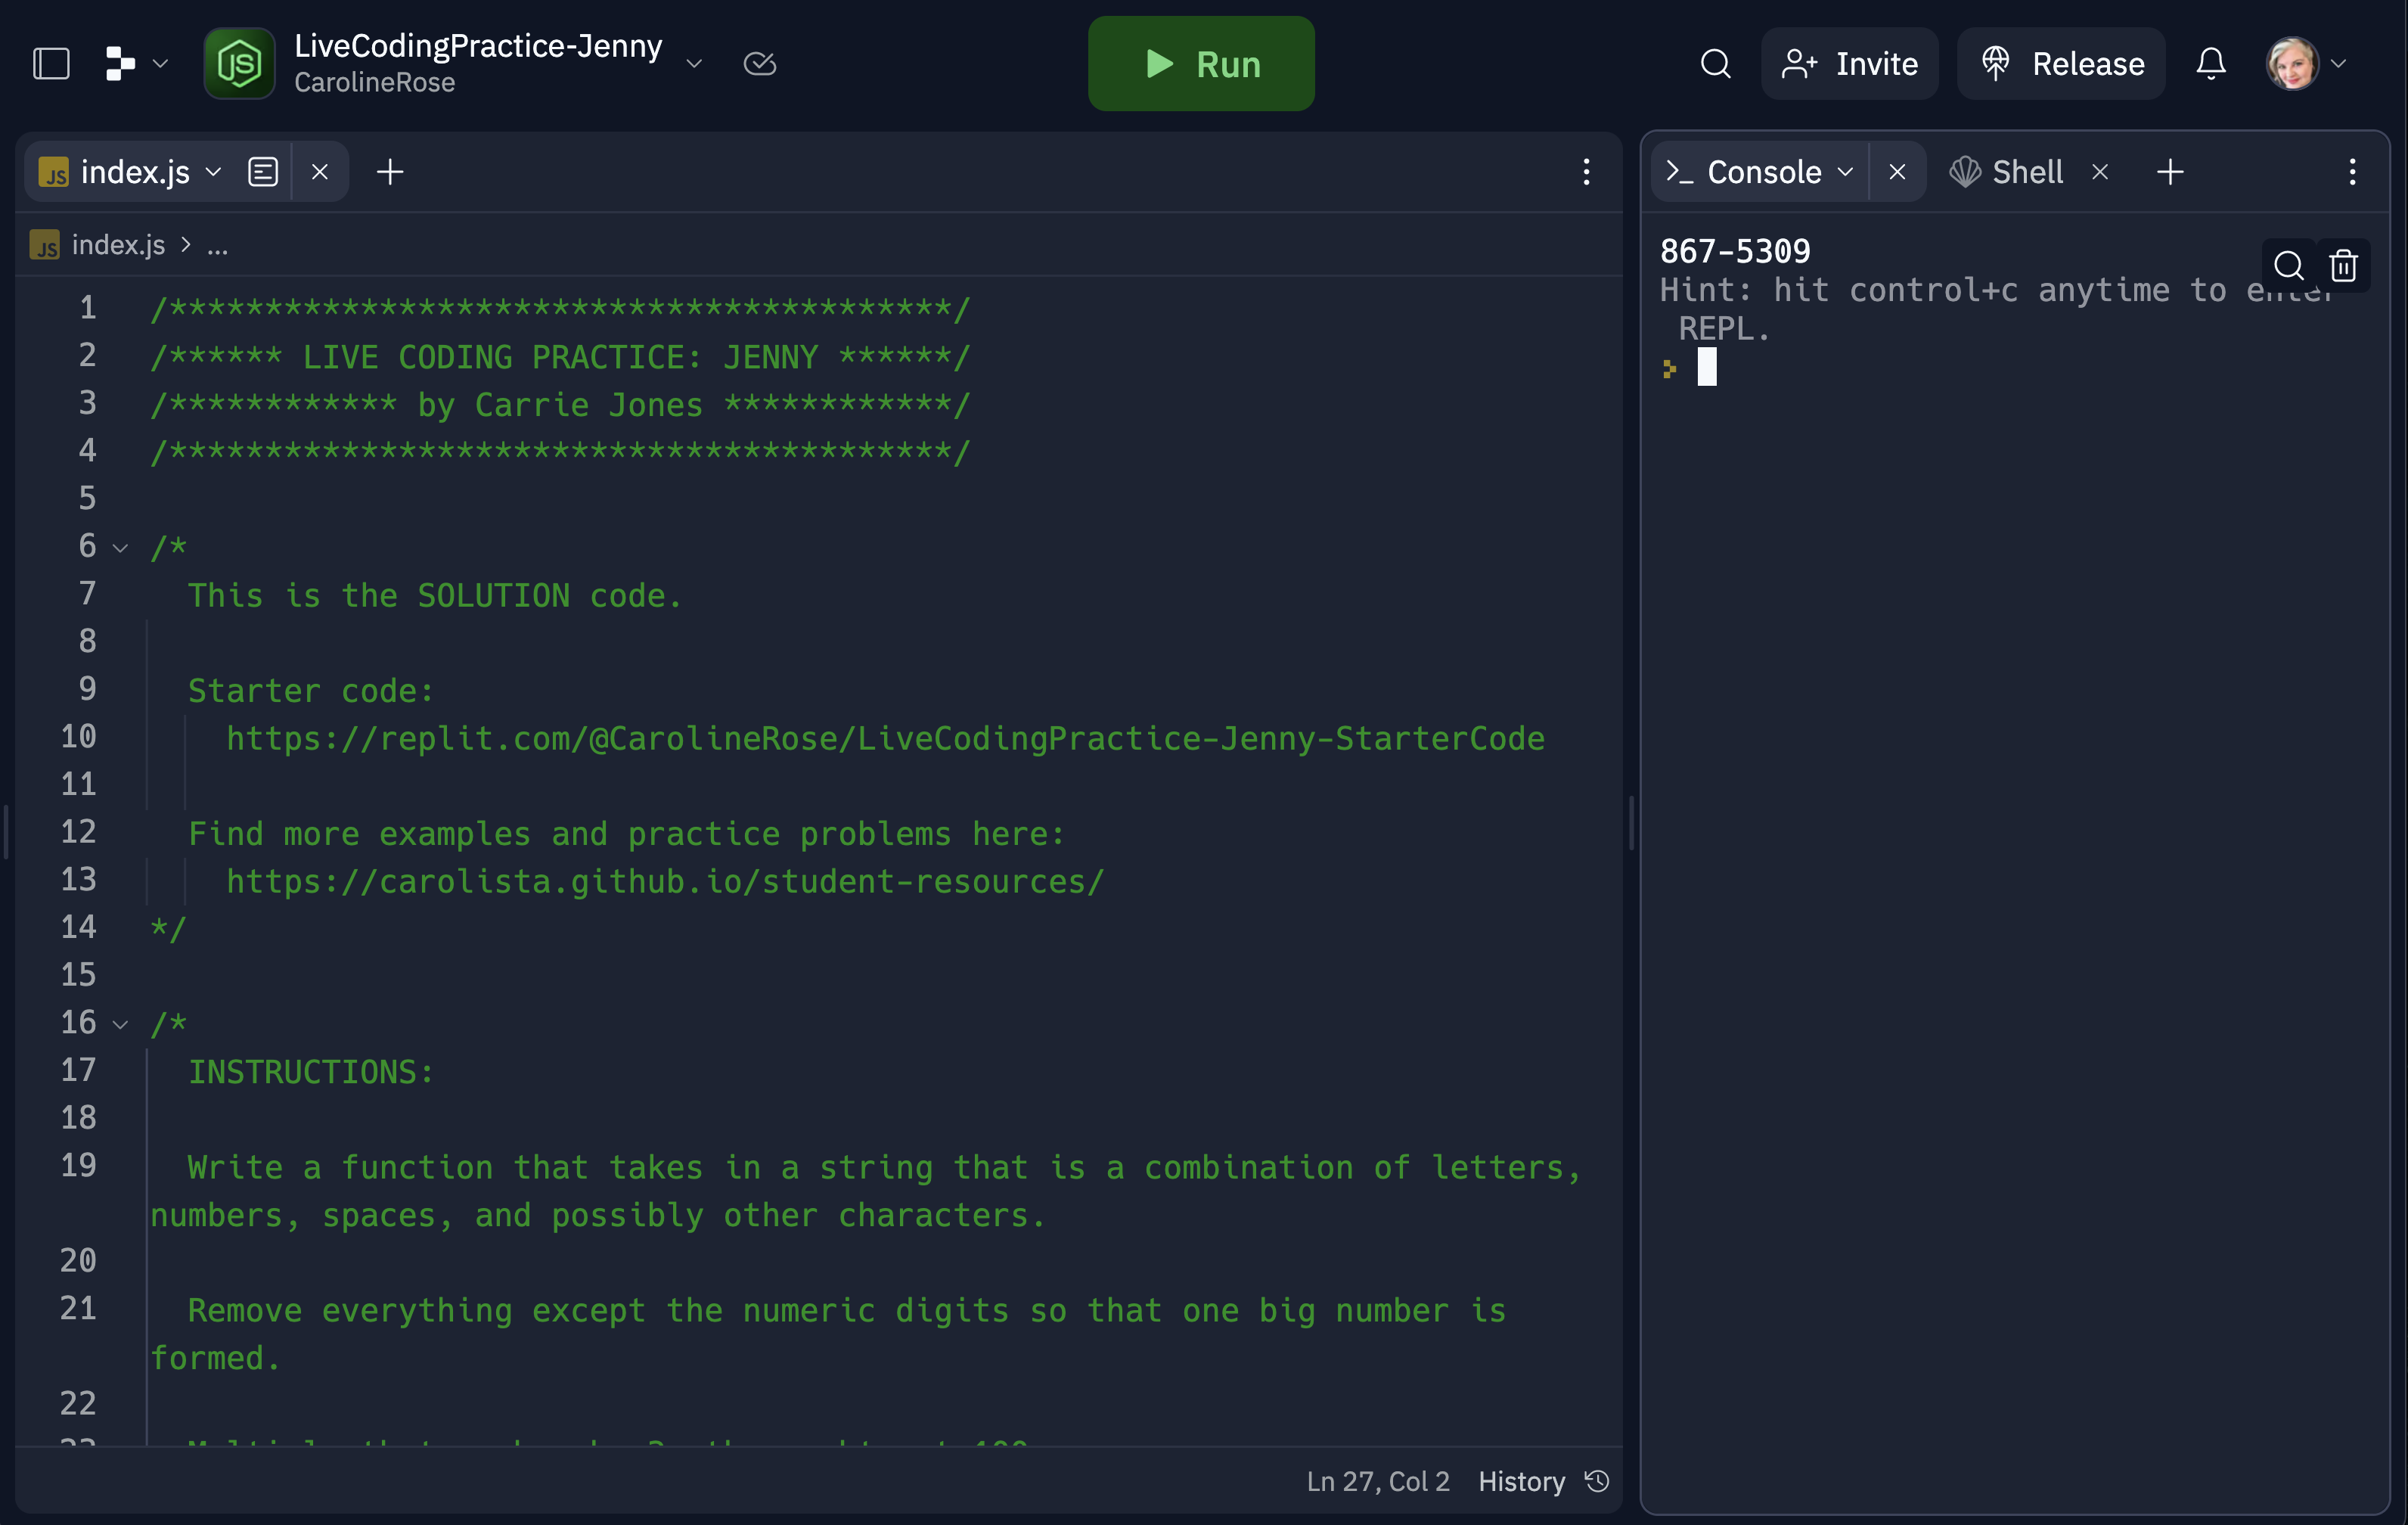 LiveCodingPractice-Jenny
CarolineRose
Run
Invite
Release
JS index.js
JS index.js > ...
1 /*****************************************/
2 /****** LIVE CODING PRACTICE: JENNY ******/
3 /************ by Carrie Jones ************/
4 /*****************************************/
5
6 /*
7 This is the SOLUTION code.
8
9 Starter code:
10 https://replit.com/@CarolineRose/LiveCodingPractice-Jenny-StarterCode
11
12 Find more examples and practice problems here:
13 https://carolista.github.io/student-resources/
14 */
15
16 /*
17 INSTRUCTIONS:
18
19 Write a function that takes in a string that is a combination of letters,
numbers, spaces, and possibly other characters.
20
21 Remove everything except the numeric digits so that one big number is
formed.
22
Ln 27, Col 2 History
>_ Console
Shell
867-5309
Hint: hit control+c anytime to enter
REPL.